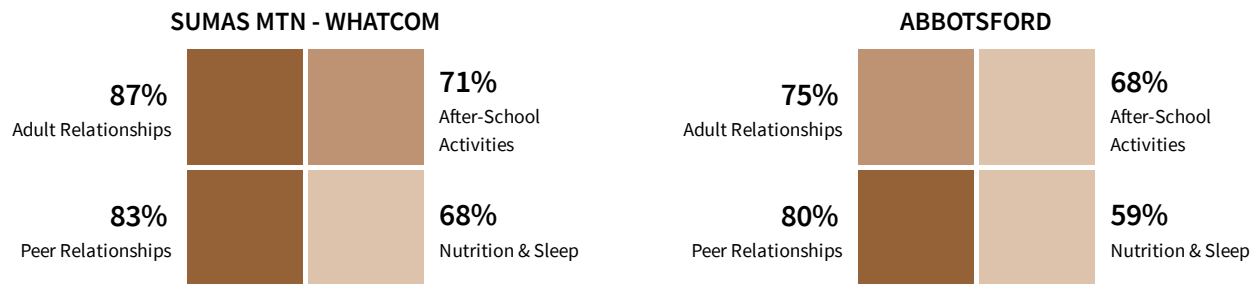 SUMAS MTN - WHATCOM
87%
Adult Relationships
71%
After-School
Activities
83%
Peer Relationships
68%
Nutrition & Sleep
ABBOTSFORD
75%
Adult Relationships
68%
After-School
Activities
80%
Peer Relationships
59%
Nutrition & Sleep